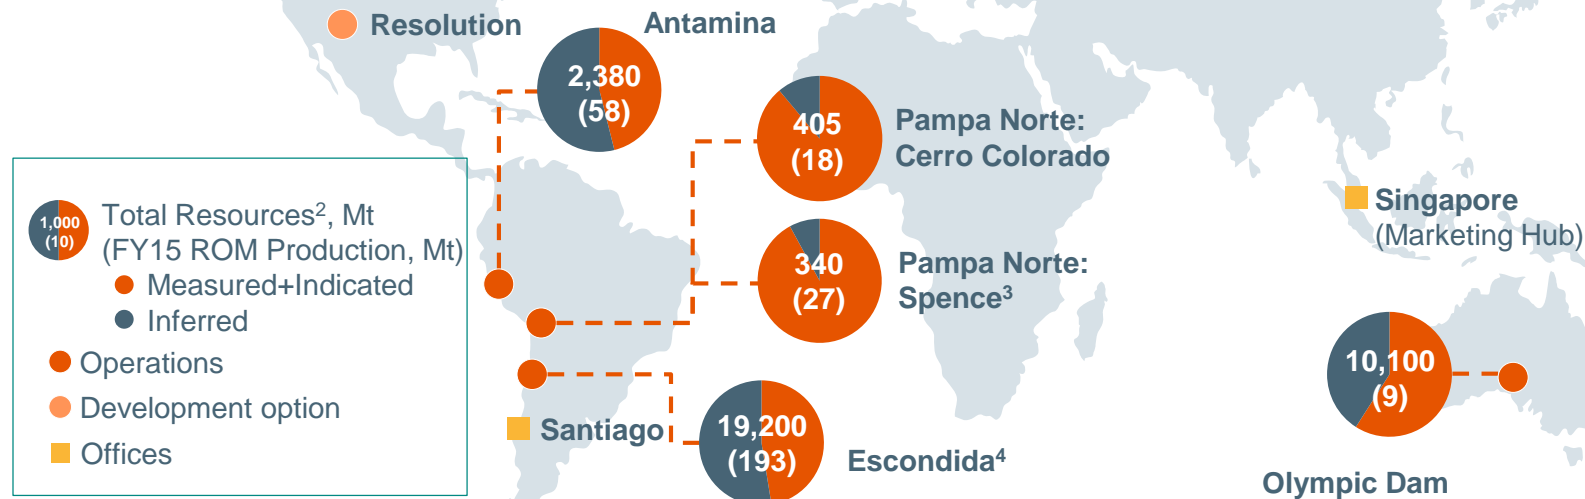 Resolution
Antamina
2,380
(58)
405
(18)
Pampa Norte:
Cerro Colorado
1,000
(10)
Total Resources², Mt
(FY15 ROM Production, Mt)
Measured+Indicated
Inferred
Operations
Development option
Offices
340
(27)
Pampa Norte:
Spence³
Singapore
(Marketing Hub)
10,100
(9)
Santiago
19,200
(193)
Escondida⁴
Olympic Dam